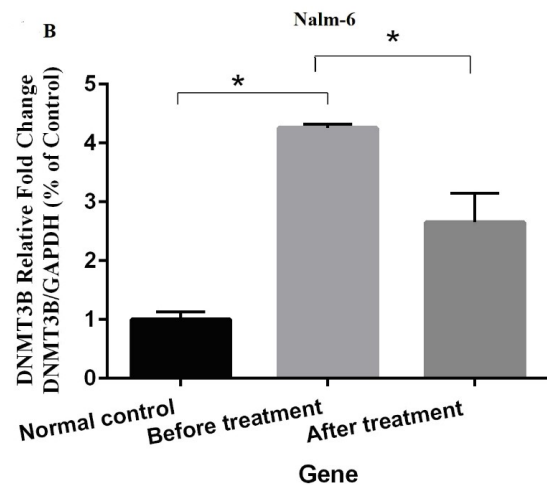 B
Nalm-6
*
*
DNMT3B Relative Fold Change
DNMT3B/GAPDH (% of Control)
5
4
3
2
1
0
Normal control
Before treatment
After treatment
Gene